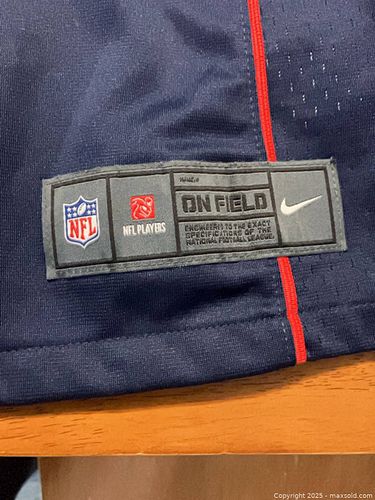 NFL
NFL PLAYERS
ON FIELD
ENGINEERED TO THE EXACT
SPECIFICATIONS OF THE
NATIONAL FOOTBALL LEAGUE.
Copyright 2025 - maxsold.com